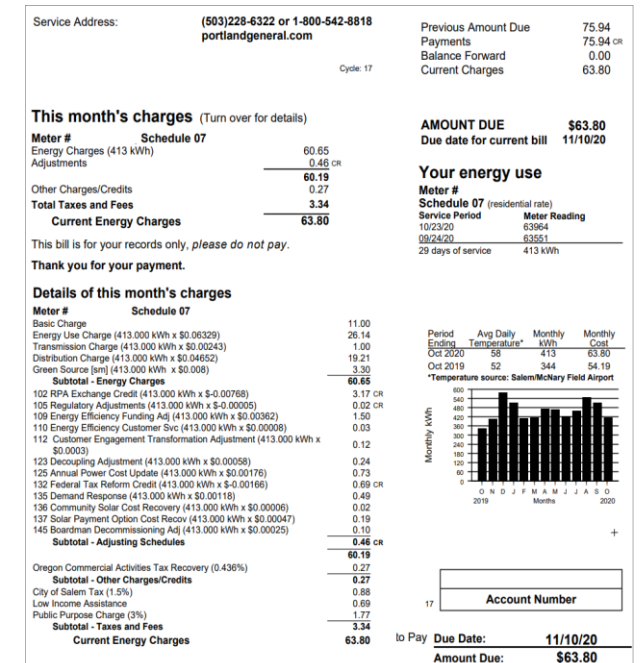 Service Address:
(503)228-6322 or 1-800-542-8818
portlandgeneral.com
Cycle: 17
Previous Amount Due 75.94
Payments 75.94 CR
Balance Forward 0.00
Current Charges 63.80
AMOUNT DUE $63.80
Due date for current bill 11/10/20
This month's charges (Turn over for details)
Meter # Schedule 07
Energy Charges (413 kWh) 60.65
Adjustments 0.46 CR
60.19
Other Charges/Credits 0.27
Total Taxes and Fees 3.34
Current Energy Charges 63.80
This bill is for your records only, please do not pay.
Thank you for your payment.
Your energy use
Meter #
Schedule 07 (residential rate)
Service Period Meter Reading
10/23/20 63964
09/24/20 63551
29 days of service 413 kWh
Details of this month's charges
Meter # Schedule 07
Basic Charge 11.00
Energy Use Charge (413.000 kWh x $0.06329) 26.14
Transmission Charge (413.000 kWh x $0.00243) 1.00
Distribution Charge (413.000 kWh x $0.04652) 19.21
Green Source [sm] (413.000 kWh x $0.008) 3.30
Subtotal - Energy Charges 60.65
102 RPA Exchange Credit (413.000 kWh x $-0.00768) 3.17 CR
105 Regulatory Adjustments (413.000 kWh x $-0.00005) 0.02 CR
109 Energy Efficiency Funding Adj (413.000 kWh x $0.00362) 1.50
110 Energy Efficiency Customer Svc (413.000 kWh x $0.00008) 0.03
112 Customer Engagement Transformation Adjustment (413.000 kWh x
$0.0003) 0.12
123 Decoupling Adjustment (413.000 kWh x $0.00058) 0.24
125 Annual Power Cost Update (413.000 kWh x $0.00176) 0.73
132 Federal Tax Reform Credit (413.000 kWh x $-0.00166) 0.69 CR
135 Demand Response (413.000 kWh x $0.00118) 0.49
136 Community Solar Cost Recovery (413.000 kWh x $0.00006) 0.02
137 Solar Payment Option Cost Recov (413.000 kWh x $0.00047) 0.19
145 Boardman Decommissioning Adj (413.000 kWh x $0.00025) 0.10
Subtotal - Adjusting Schedules 0.46 CR
60.19
Oregon Commercial Activities Tax Recovery (0.436%) 0.27
Subtotal - Other Charges/Credits 0.27
City of Salem Tax (1.5%) 0.88
Low Income Assistance 0.69
Public Purpose Charge (3%) 1.77
Subtotal - Taxes and Fees 3.34
Current Energy Charges 63.80
Period Avg Daily Monthly Monthly
Ending Temperature* kWh Cost
Oct 2020 58 413 63.80
Oct 2019 52 344 54.19
*Temperature source: Salem/McNary Field Airport
Monthly kWh
600
540
480
420
360
300
240
180
120
60
0
O N D J F M A M J J A S O
2019 Months 2020
17 Account Number
to Pay Due Date: 11/10/20
Amount Due: $63.80